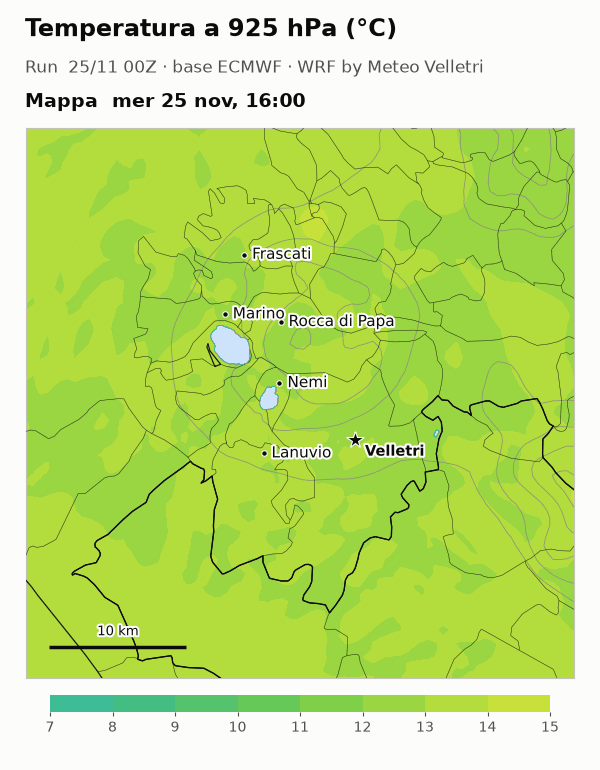 Temperatura a 925 hPa (°C)
Run  25/11 00Z · base ECMWF · WRF by Meteo Velletri
Mappa  mer 25 nov, 16:00
Frascati
Marino
Rocca di Papa
Nemi
Velletri
Lanuvio
10 km
7 8 9 10 11 12 13 14 15